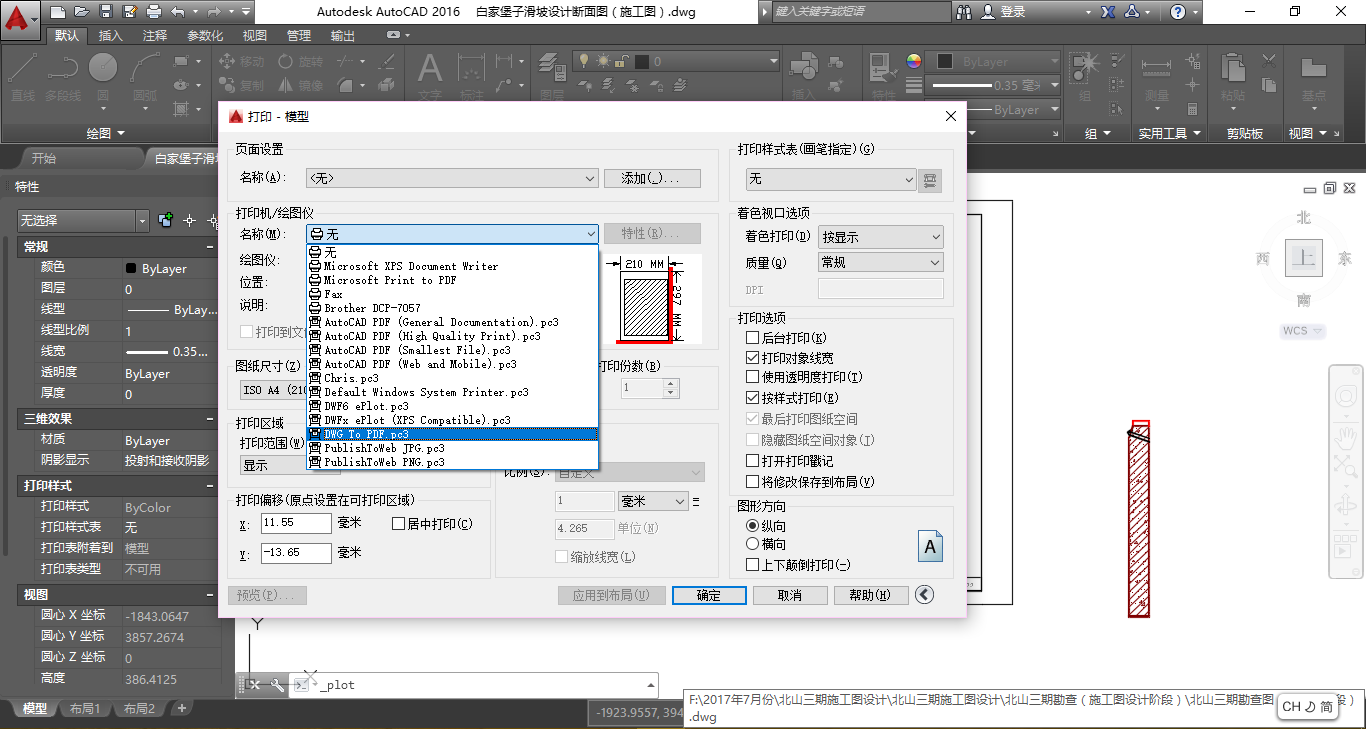 Autodesk AutoCAD 2016 白家堡子滑坡设计断面图（施工图）.dwg
键入关键字或短语
登录
默认 插入 注释 参数化 视图 管理 输出
直线 多段线 圆 圆弧
移动 旋转
复制 镜像
文字 标注
图层
0
插入
特性
ByLayer
0.35 毫米
ByLayer
组
测量
粘贴
基点
绘图
组
实用工具
剪贴板
视图
开始
白家堡子滑坡
特性
无选择
常规
颜色 ByLayer
图层 0
线型 ByLay...
线型比例 1
线宽 0.35...
透明度 ByLayer
厚度 0
三维效果
材质 ByLayer
阴影显示 投射和接收阴影
打印样式
打印样式 ByColor
打印样式表 无
打印表附着到 模型
打印表类型 不可用
视图
圆心 X 坐标 -1843.0647
圆心 Y 坐标 3857.2674
圆心 Z 坐标 0
高度 386.4125
打印 - 模型
页面设置
名称(A): <无> 添加(.)...
打印机/绘图仪
名称(M): 无 特性(R)...
绘图仪:
位置:
说明:
打印到文
无
Microsoft XPS Document Writer
Microsoft Print to PDF
Fax
Brother DCP-7057
AutoCAD PDF (General Documentation).pc3
AutoCAD PDF (High Quality Print).pc3
AutoCAD PDF (Smallest File).pc3
AutoCAD PDF (Web and Mobile).pc3
Chris.pc3
Default Windows System Printer.pc3
DWF6 ePlot.pc3
DWFx ePlot (XPS Compatible).pc3
DWG To PDF.pc3
PublishToWeb JPG.pc3
PublishToWeb PNG.pc3
210 MM
297 MM
图纸尺寸(Z)
ISO A4 (210
打印份数(B)
1
打印区域
打印范围(W)
显示
比例(S): 自定义
1 毫米 =
4.265 单位(N)
缩放线宽(L)
打印偏移(原点设置在可打印区域)
X: 11.55 毫米 居中打印(C)
Y: -13.65 毫米
打印样式表(画笔指定)(G)
无
着色视口选项
着色打印(D) 按显示
质量(Q) 常规
DPI
打印选项
后台打印(K)
打印对象线宽
使用透明度打印(T)
按样式打印(E)
最后打印图纸空间
隐藏图纸空间对象(J)
打开打印戳记
将修改保存到布局(V)
图形方向
纵向
横向
上下颠倒打印(-)
A
预览(P)... 应用到布局(U) 确定 取消 帮助(H)
北
西 上 东
南
WCS
Y
X
_plot
模型 布局1 布局2 +
-1923.9557, 394
F:\2017年7月份\北山三期施工图设计\北山三期施工图设计\北山三期勘查（施工图设计阶段）\北山三期勘查图 段）
.dwg
CH 简